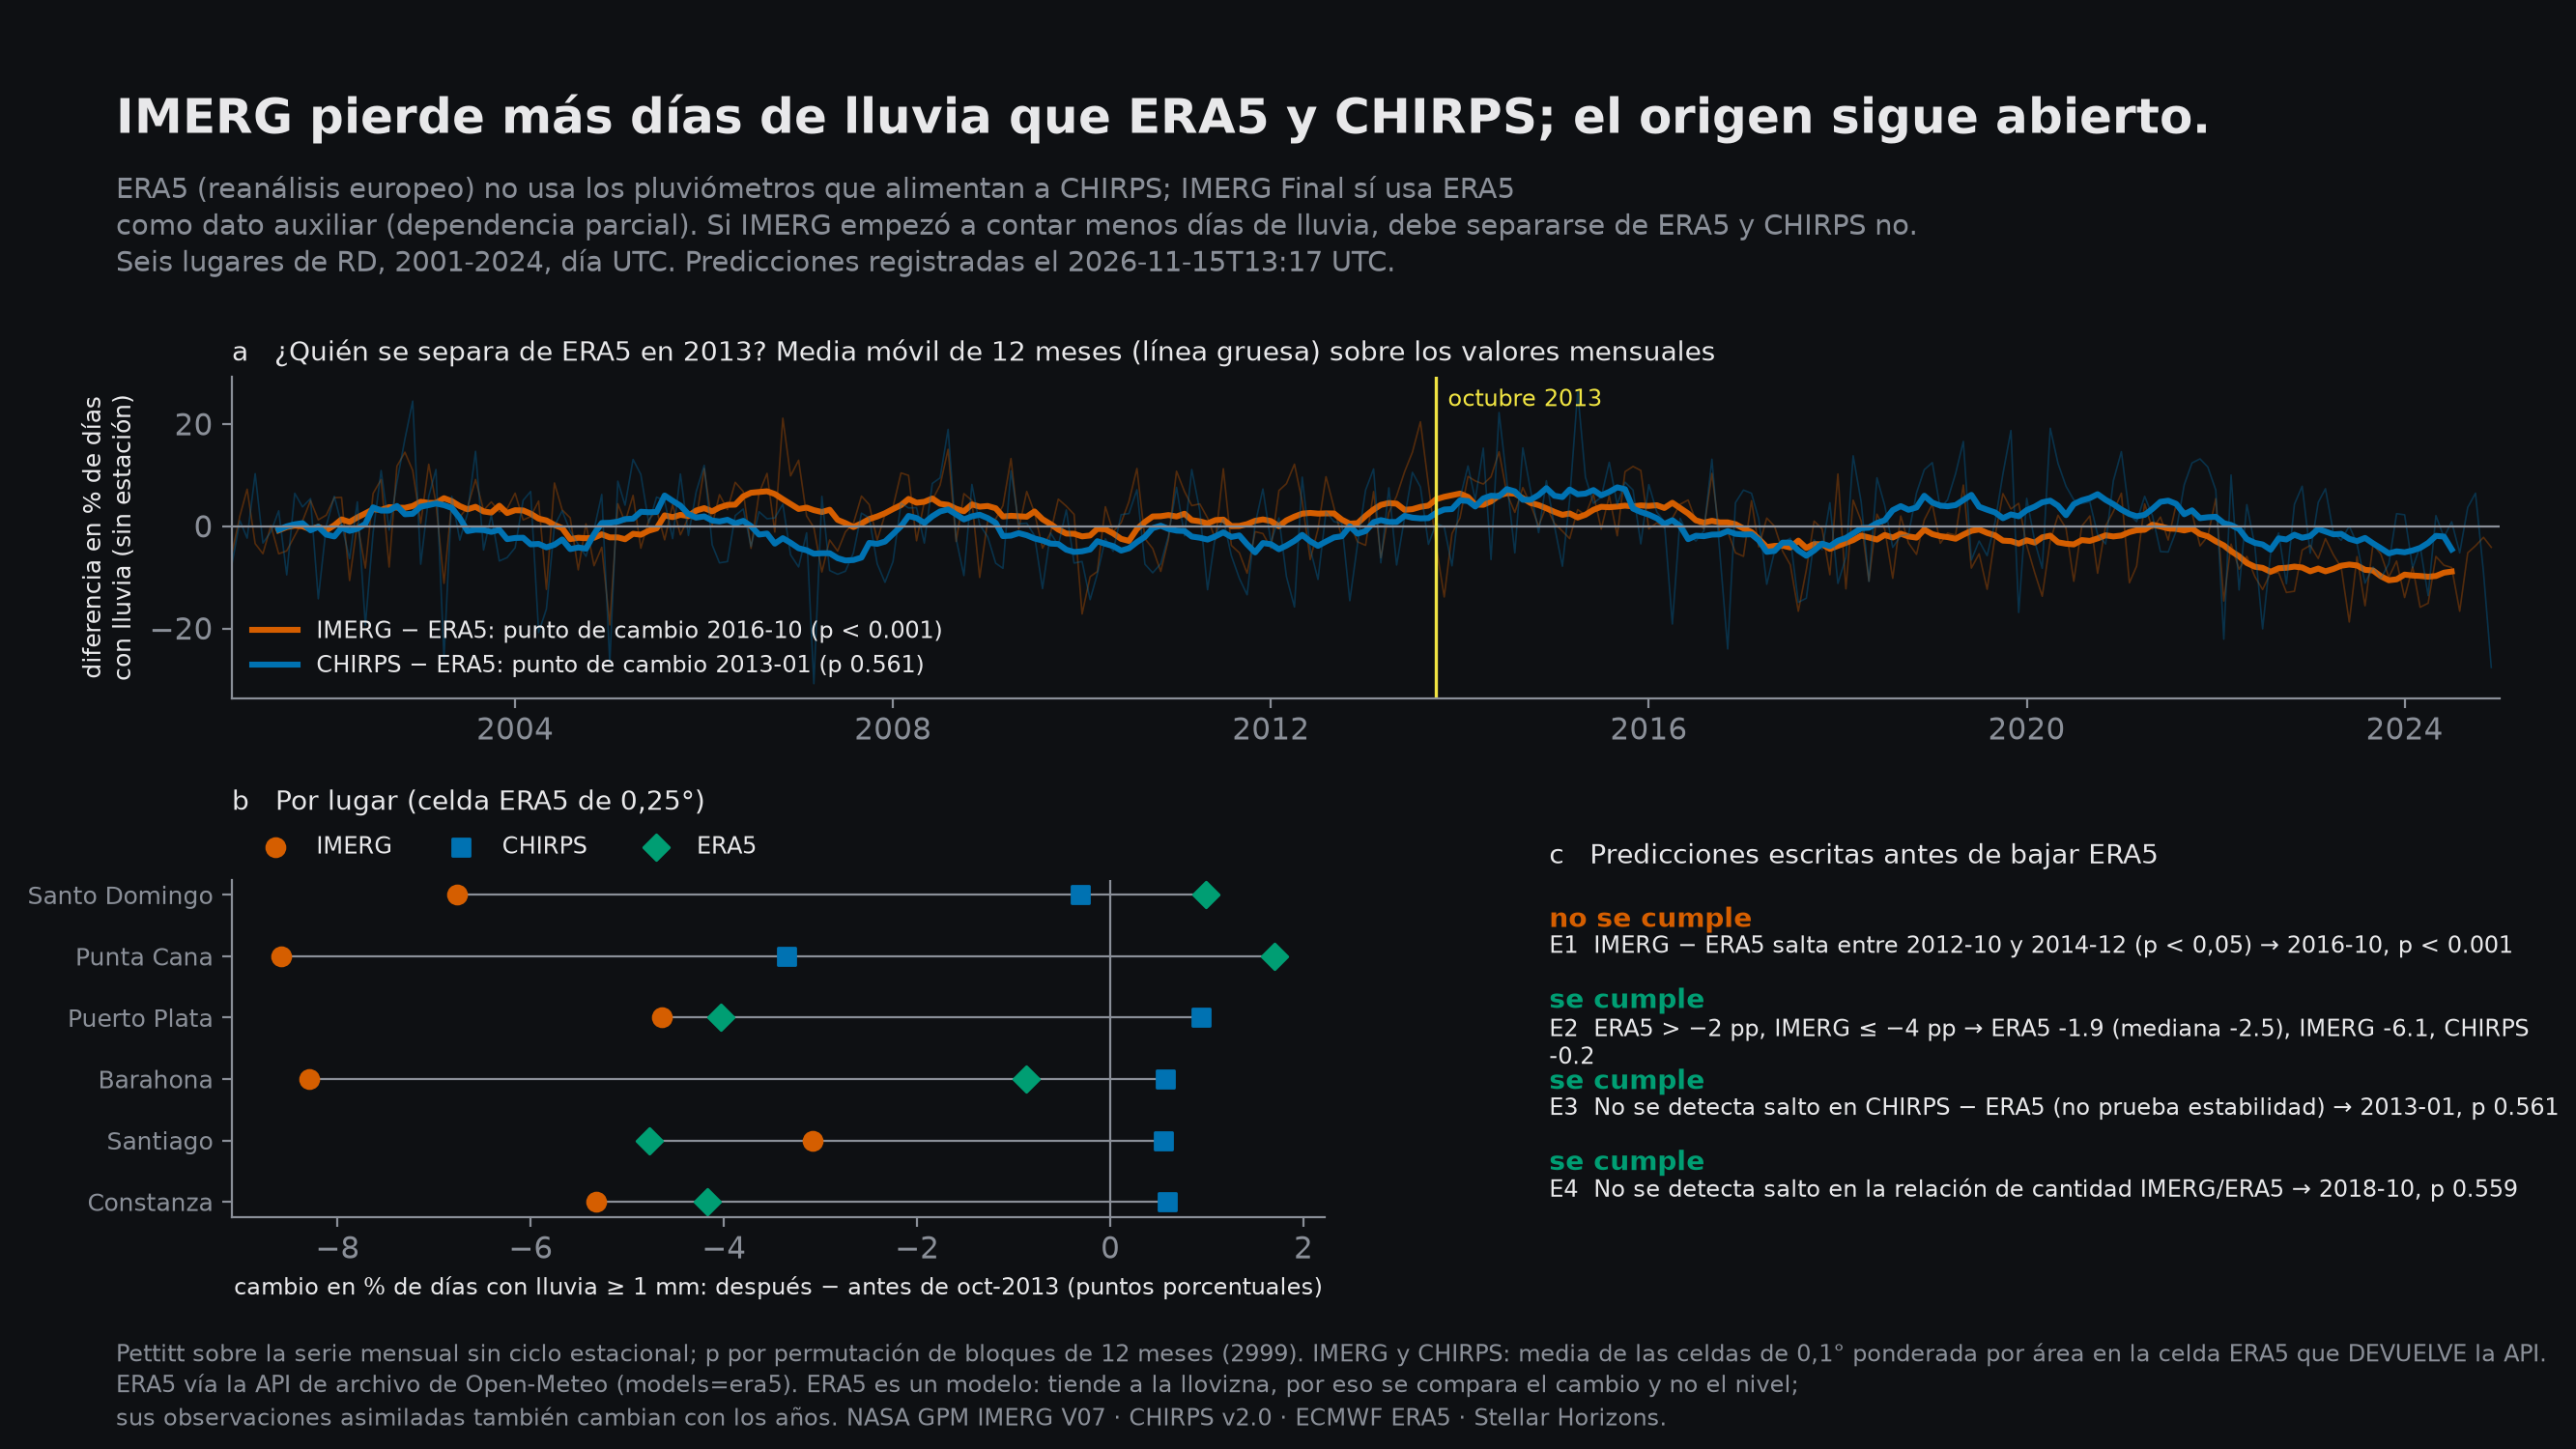 IMERG pierde más días de lluvia que ERA5 y CHIRPS; el origen sigue abierto.
ERA5 (reanálisis europeo) no usa los pluviómetros que alimentan a CHIRPS; IMERG Final sí usa ERA5
como dato auxiliar (dependencia parcial). Si IMERG empezó a contar menos días de lluvia, debe separarse de ERA5 y CHIRPS no.
Seis lugares de RD, 2001-2024, día UTC. Predicciones registradas el 2026-11-15T13:17 UTC.
a ¿Quién se separa de ERA5 en 2013? Media móvil de 12 meses (línea gruesa) sobre los valores mensuales
diferencia en % de días
con lluvia (sin estación)
20
0
−20
octubre 2013
IMERG − ERA5: punto de cambio 2016-10 (p < 0.001)
CHIRPS − ERA5: punto de cambio 2013-01 (p 0.561)
2004 2008 2012 2016 2020 2024
b Por lugar (celda ERA5 de 0,25°)
IMERG CHIRPS ERA5
Santo Domingo
Punta Cana
Puerto Plata
Barahona
Santiago
Constanza
−8 −6 −4 −2 0 2
cambio en % de días con lluvia ≥ 1 mm: después − antes de oct-2013 (puntos porcentuales)
c Predicciones escritas antes de bajar ERA5
no se cumple
E1 IMERG − ERA5 salta entre 2012-10 y 2014-12 (p < 0,05) → 2016-10, p < 0.001
se cumple
E2 ERA5 > −2 pp, IMERG ≤ −4 pp → ERA5 -1.9 (mediana -2.5), IMERG -6.1, CHIRPS
-0.2
se cumple
E3 No se detecta salto en CHIRPS − ERA5 (no prueba estabilidad) → 2013-01, p 0.561
se cumple
E4 No se detecta salto en la relación de cantidad IMERG/ERA5 → 2018-10, p 0.559
Pettitt sobre la serie mensual sin ciclo estacional; p por permutación de bloques de 12 meses (2999). IMERG y CHIRPS: media de las celdas de 0,1° ponderada por área en la celda ERA5 que DEVUELVE la API.
ERA5 vía la API de archivo de Open-Meteo (models=era5). ERA5 es un modelo: tiende a la llovizna, por eso se compara el cambio y no el nivel;
sus observaciones asimiladas también cambian con los años. NASA GPM IMERG V07 · CHIRPS v2.0 · ECMWF ERA5 · Stellar Horizons.